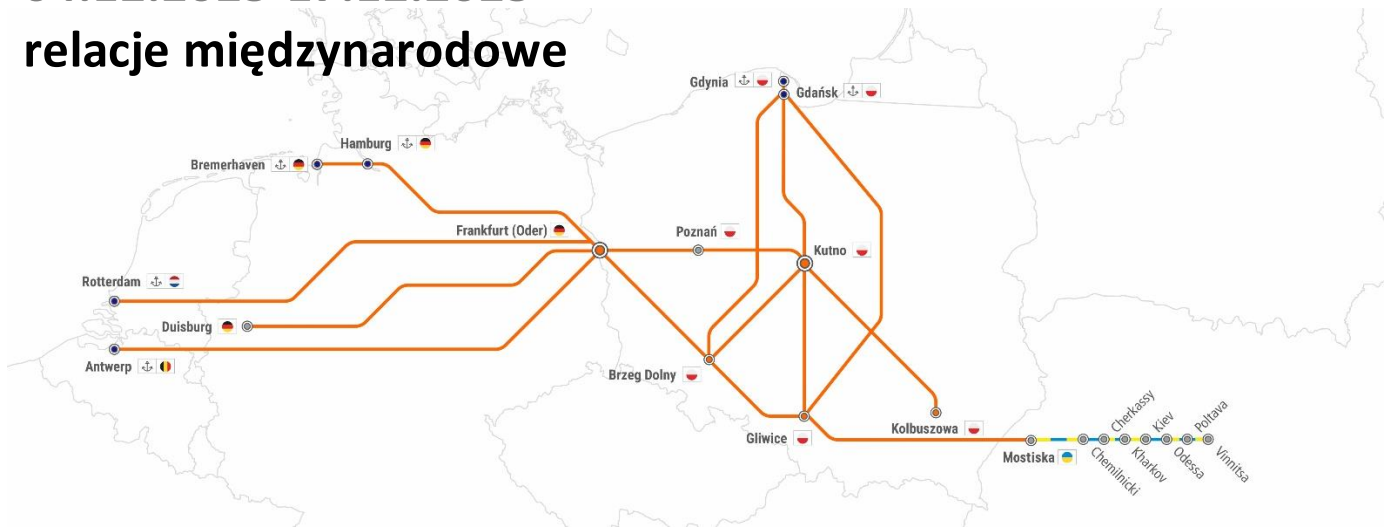 relacje międzynarodowe
Gdynia
Gdańsk
Hamburg
Bremerhaven
Frankfurt (Oder)
Poznań
Kutno
Rotterdam
Duisburg
Antwerp
Brzeg Dolny
Gliwice
Kolbuszowa
Mostiska
Chemilnicki
Cherkassy
Kharkov
Kiev
Odessa
Poltava
Vinnitsa